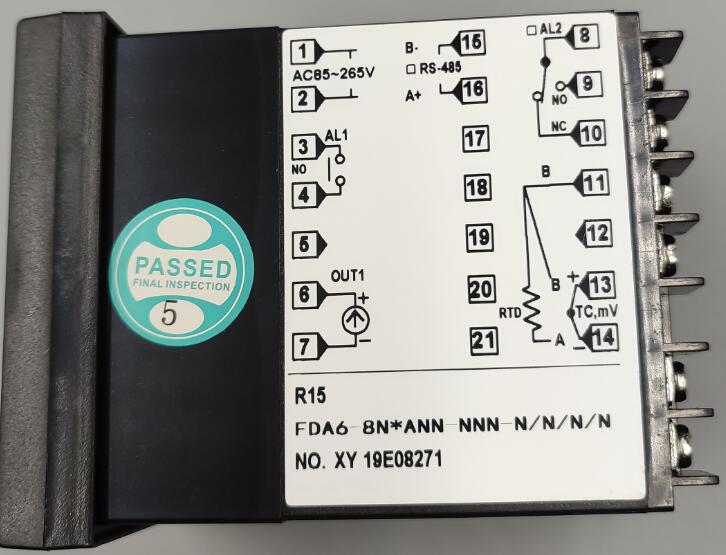 1
AC85~265V
2
3 AL1
NO
4
5
6 OUT1
+
7 -
B- 15
□ RS-485
A+ 16
17
18
19
20
21
□ AL2 8
NO 9
NC 10
B 11
12
B + 13
RTD TC,mV
A - 14
PASSED
FINAL INSPECTION
5
R15
FDA6-8N*ANN-NNN-N/N/N/N
NO. XY 19E08271